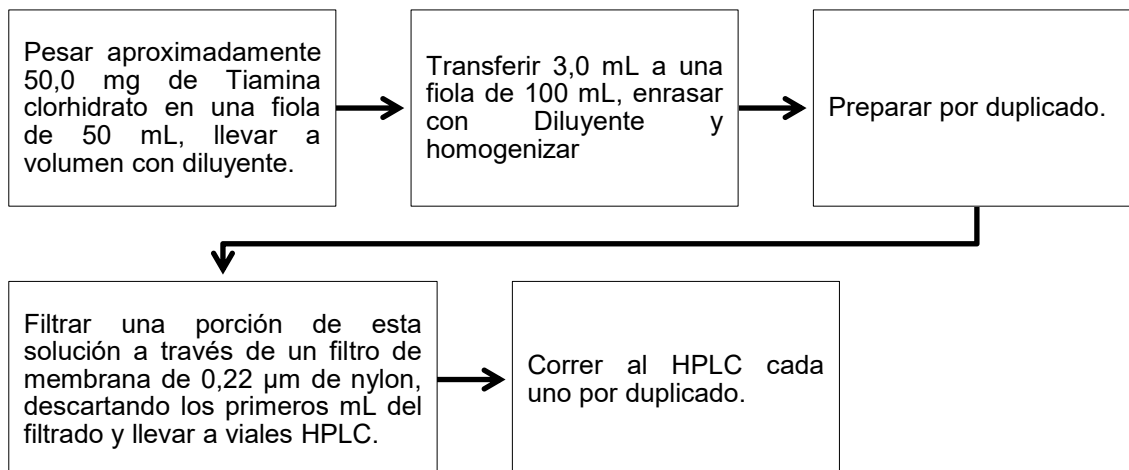 Pesar aproximadamente
50,0 mg de Tiamina
clorhidrato en una fiola
de 50 mL, llevar a
volumen con diluyente.
Transferir 3,0 mL a una
fiola de 100 mL, enrasar
con Diluyente y
homogenizar
Preparar por duplicado.
Filtrar una porción de esta
solución a través de un filtro de
membrana de 0,22 µm de nylon,
descartando los primeros mL del
filtrado y llevar a viales HPLC.
Correr al HPLC cada
uno por duplicado.